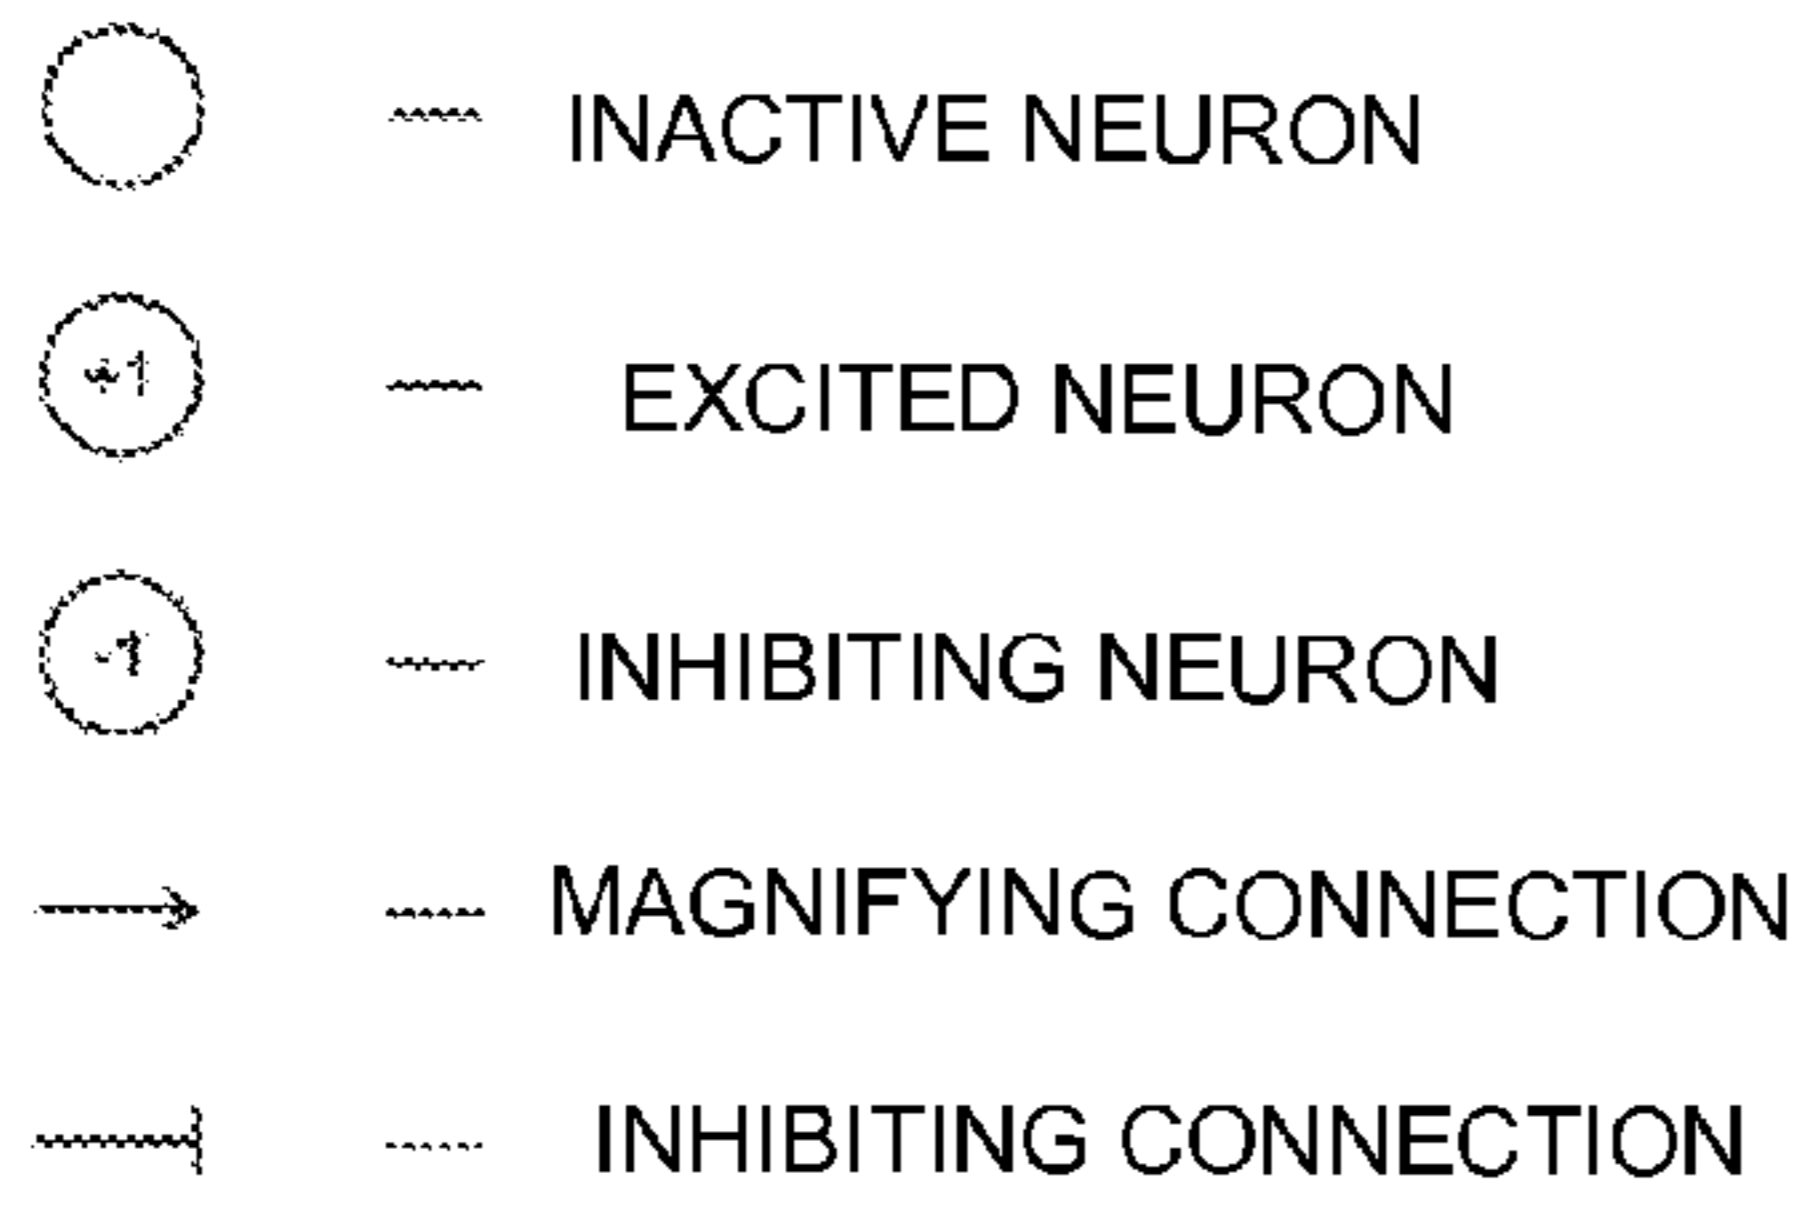 — INACTIVE NEURON
+1 — EXCITED NEURON
-1 — INHIBITING NEURON
— MAGNIFYING CONNECTION
— INHIBITING CONNECTION